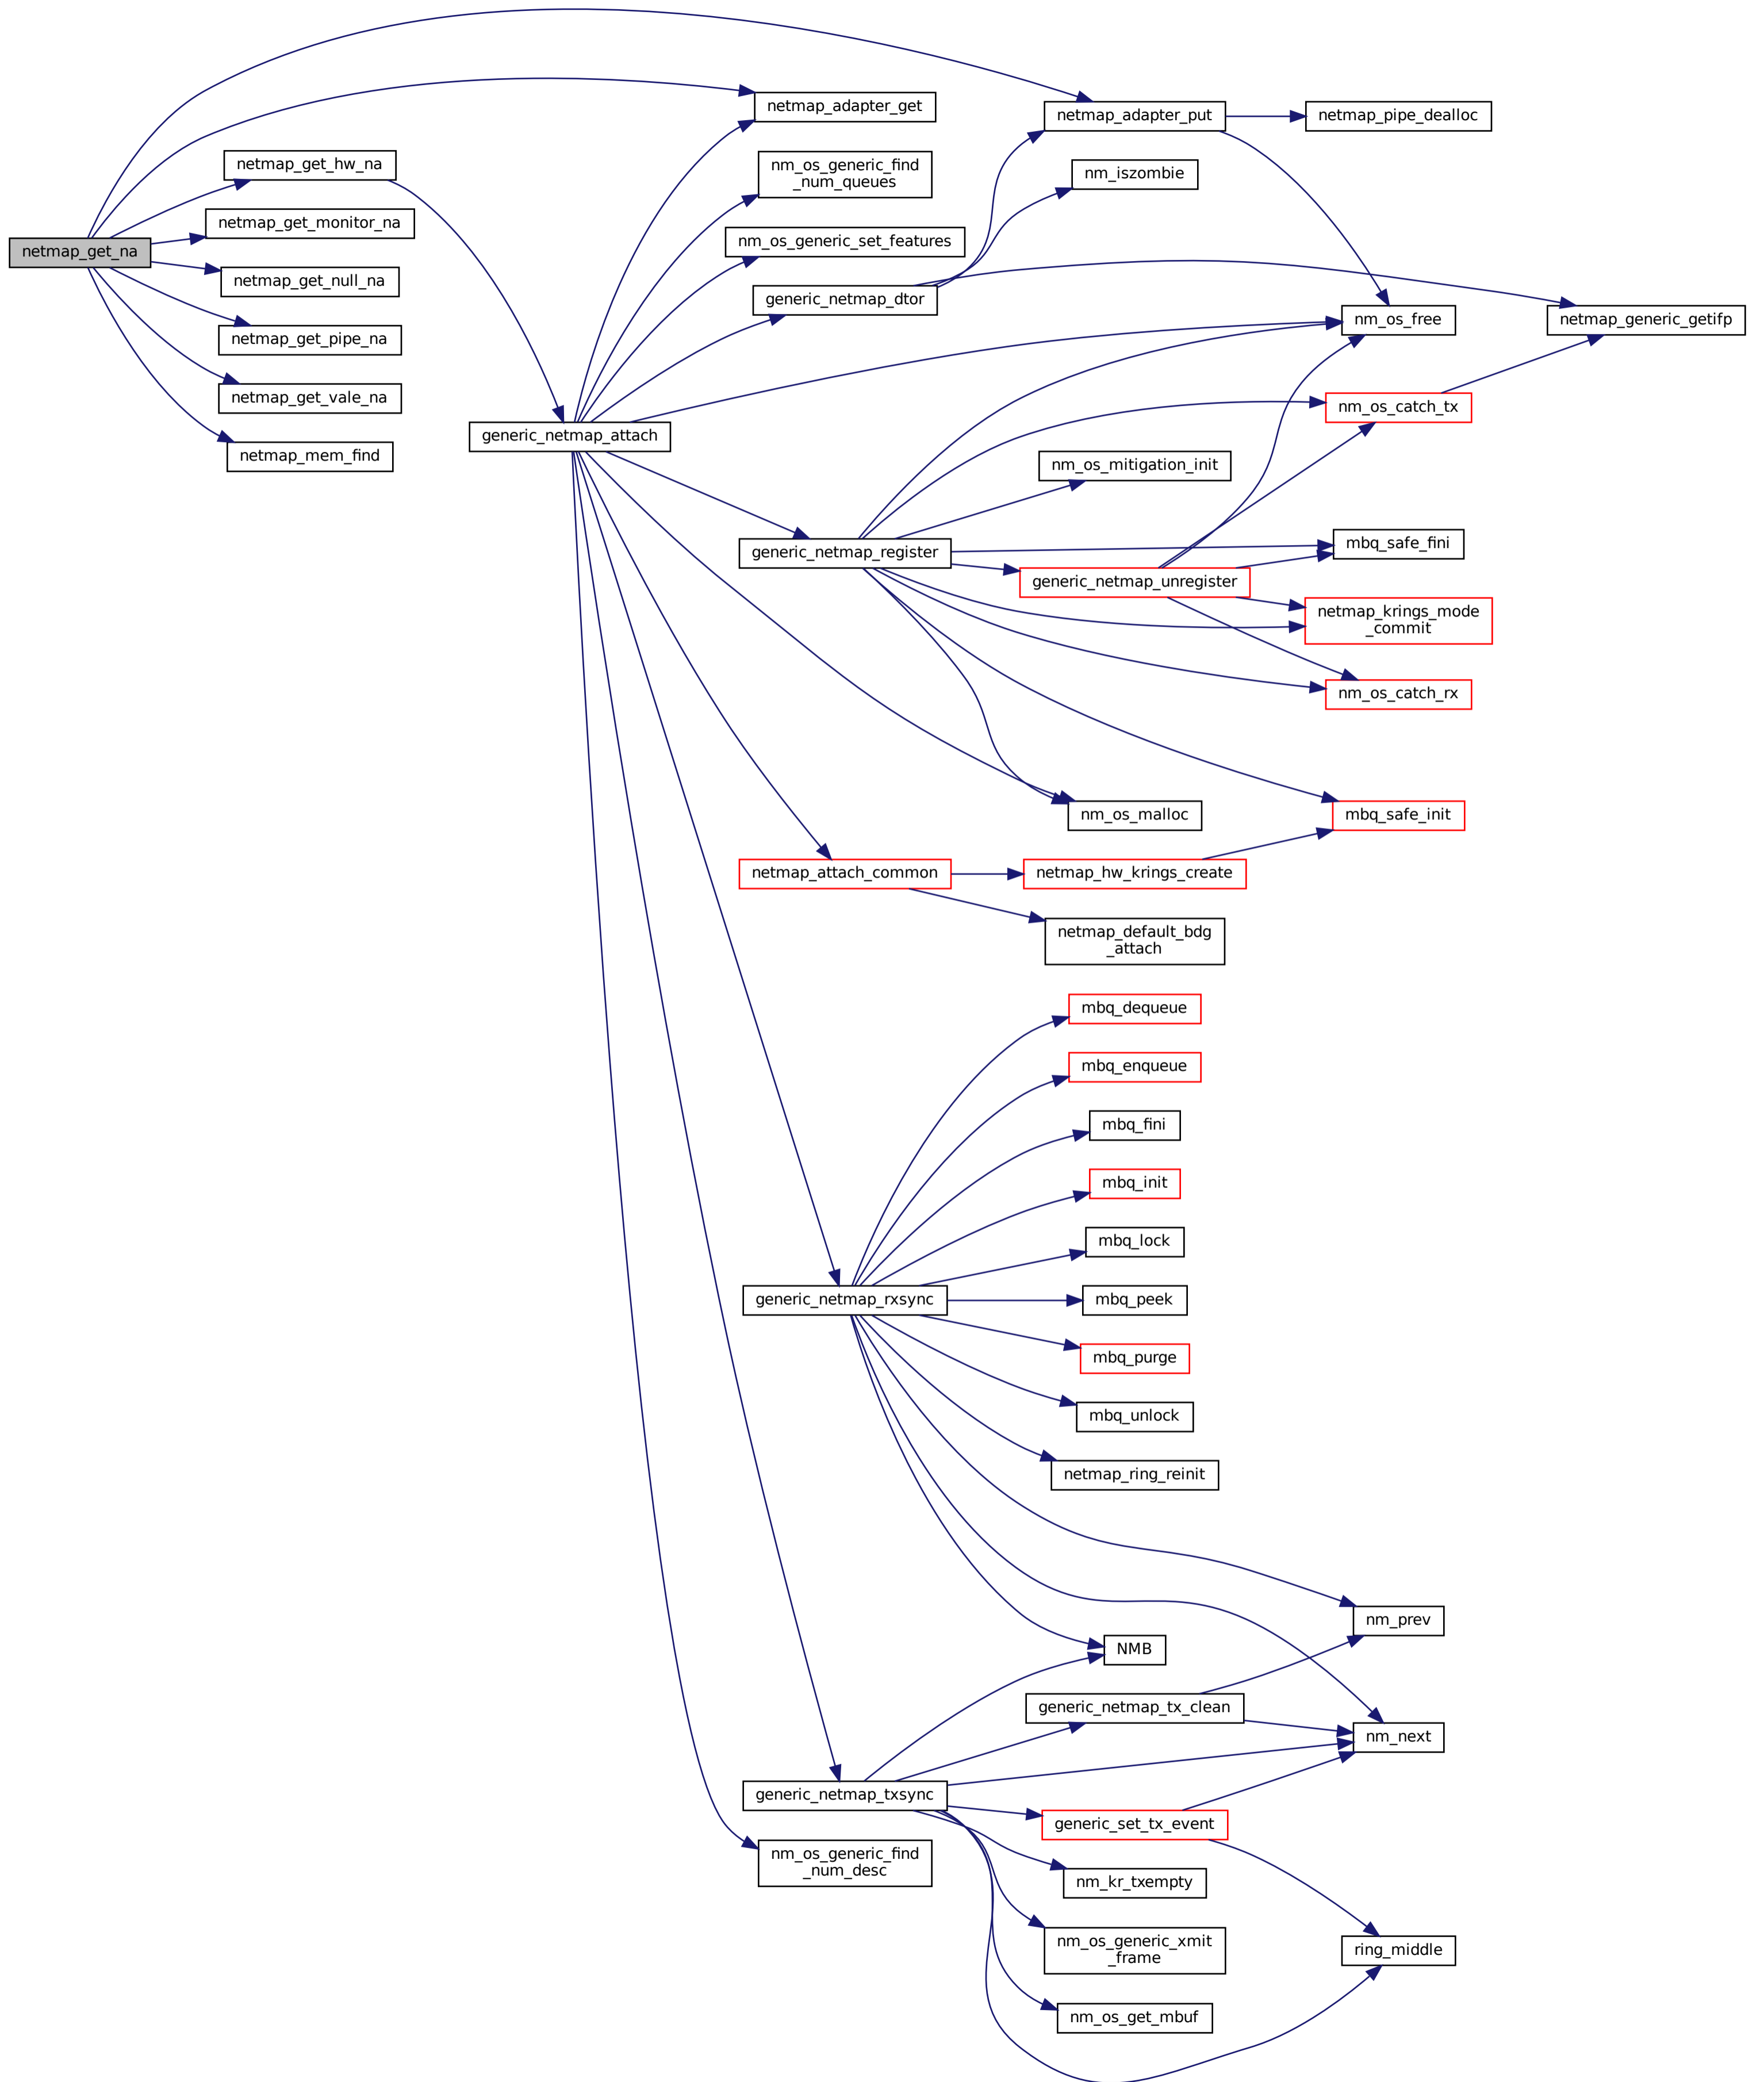 netmap_get_na
netmap_get_hw_na
netmap_get_monitor_na
netmap_get_null_na
netmap_get_pipe_na
netmap_get_vale_na
netmap_mem_find
generic_netmap_attach
netmap_adapter_get
nm_os_generic_find
_num_queues
nm_os_generic_set_features
generic_netmap_dtor
generic_netmap_register
netmap_attach_common
generic_netmap_rxsync
generic_netmap_txsync
nm_os_generic_find
_num_desc
netmap_adapter_put
nm_iszombie
nm_os_mitigation_init
generic_netmap_unregister
nm_os_malloc
netmap_hw_krings_create
netmap_default_bdg
_attach
mbq_dequeue
mbq_enqueue
mbq_fini
mbq_init
mbq_lock
mbq_peek
mbq_purge
mbq_unlock
netmap_ring_reinit
NMB
generic_netmap_tx_clean
generic_set_tx_event
nm_kr_txempty
nm_os_generic_xmit
_frame
nm_os_get_mbuf
netmap_pipe_dealloc
nm_os_free
nm_os_catch_tx
mbq_safe_fini
netmap_krings_mode
_commit
nm_os_catch_rx
mbq_safe_init
nm_prev
nm_next
ring_middle
netmap_generic_getifp